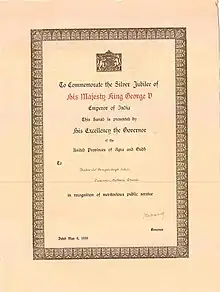 To Commemorate the Silver Jubilee of
His Majesty King George V
Emperor of India
This Sanad is presented by
His Excellency the Governor
of the
United Provinces of Agra and Oudh
To
in recognition of meritorious public service
Governor
Dated May 6, 1935